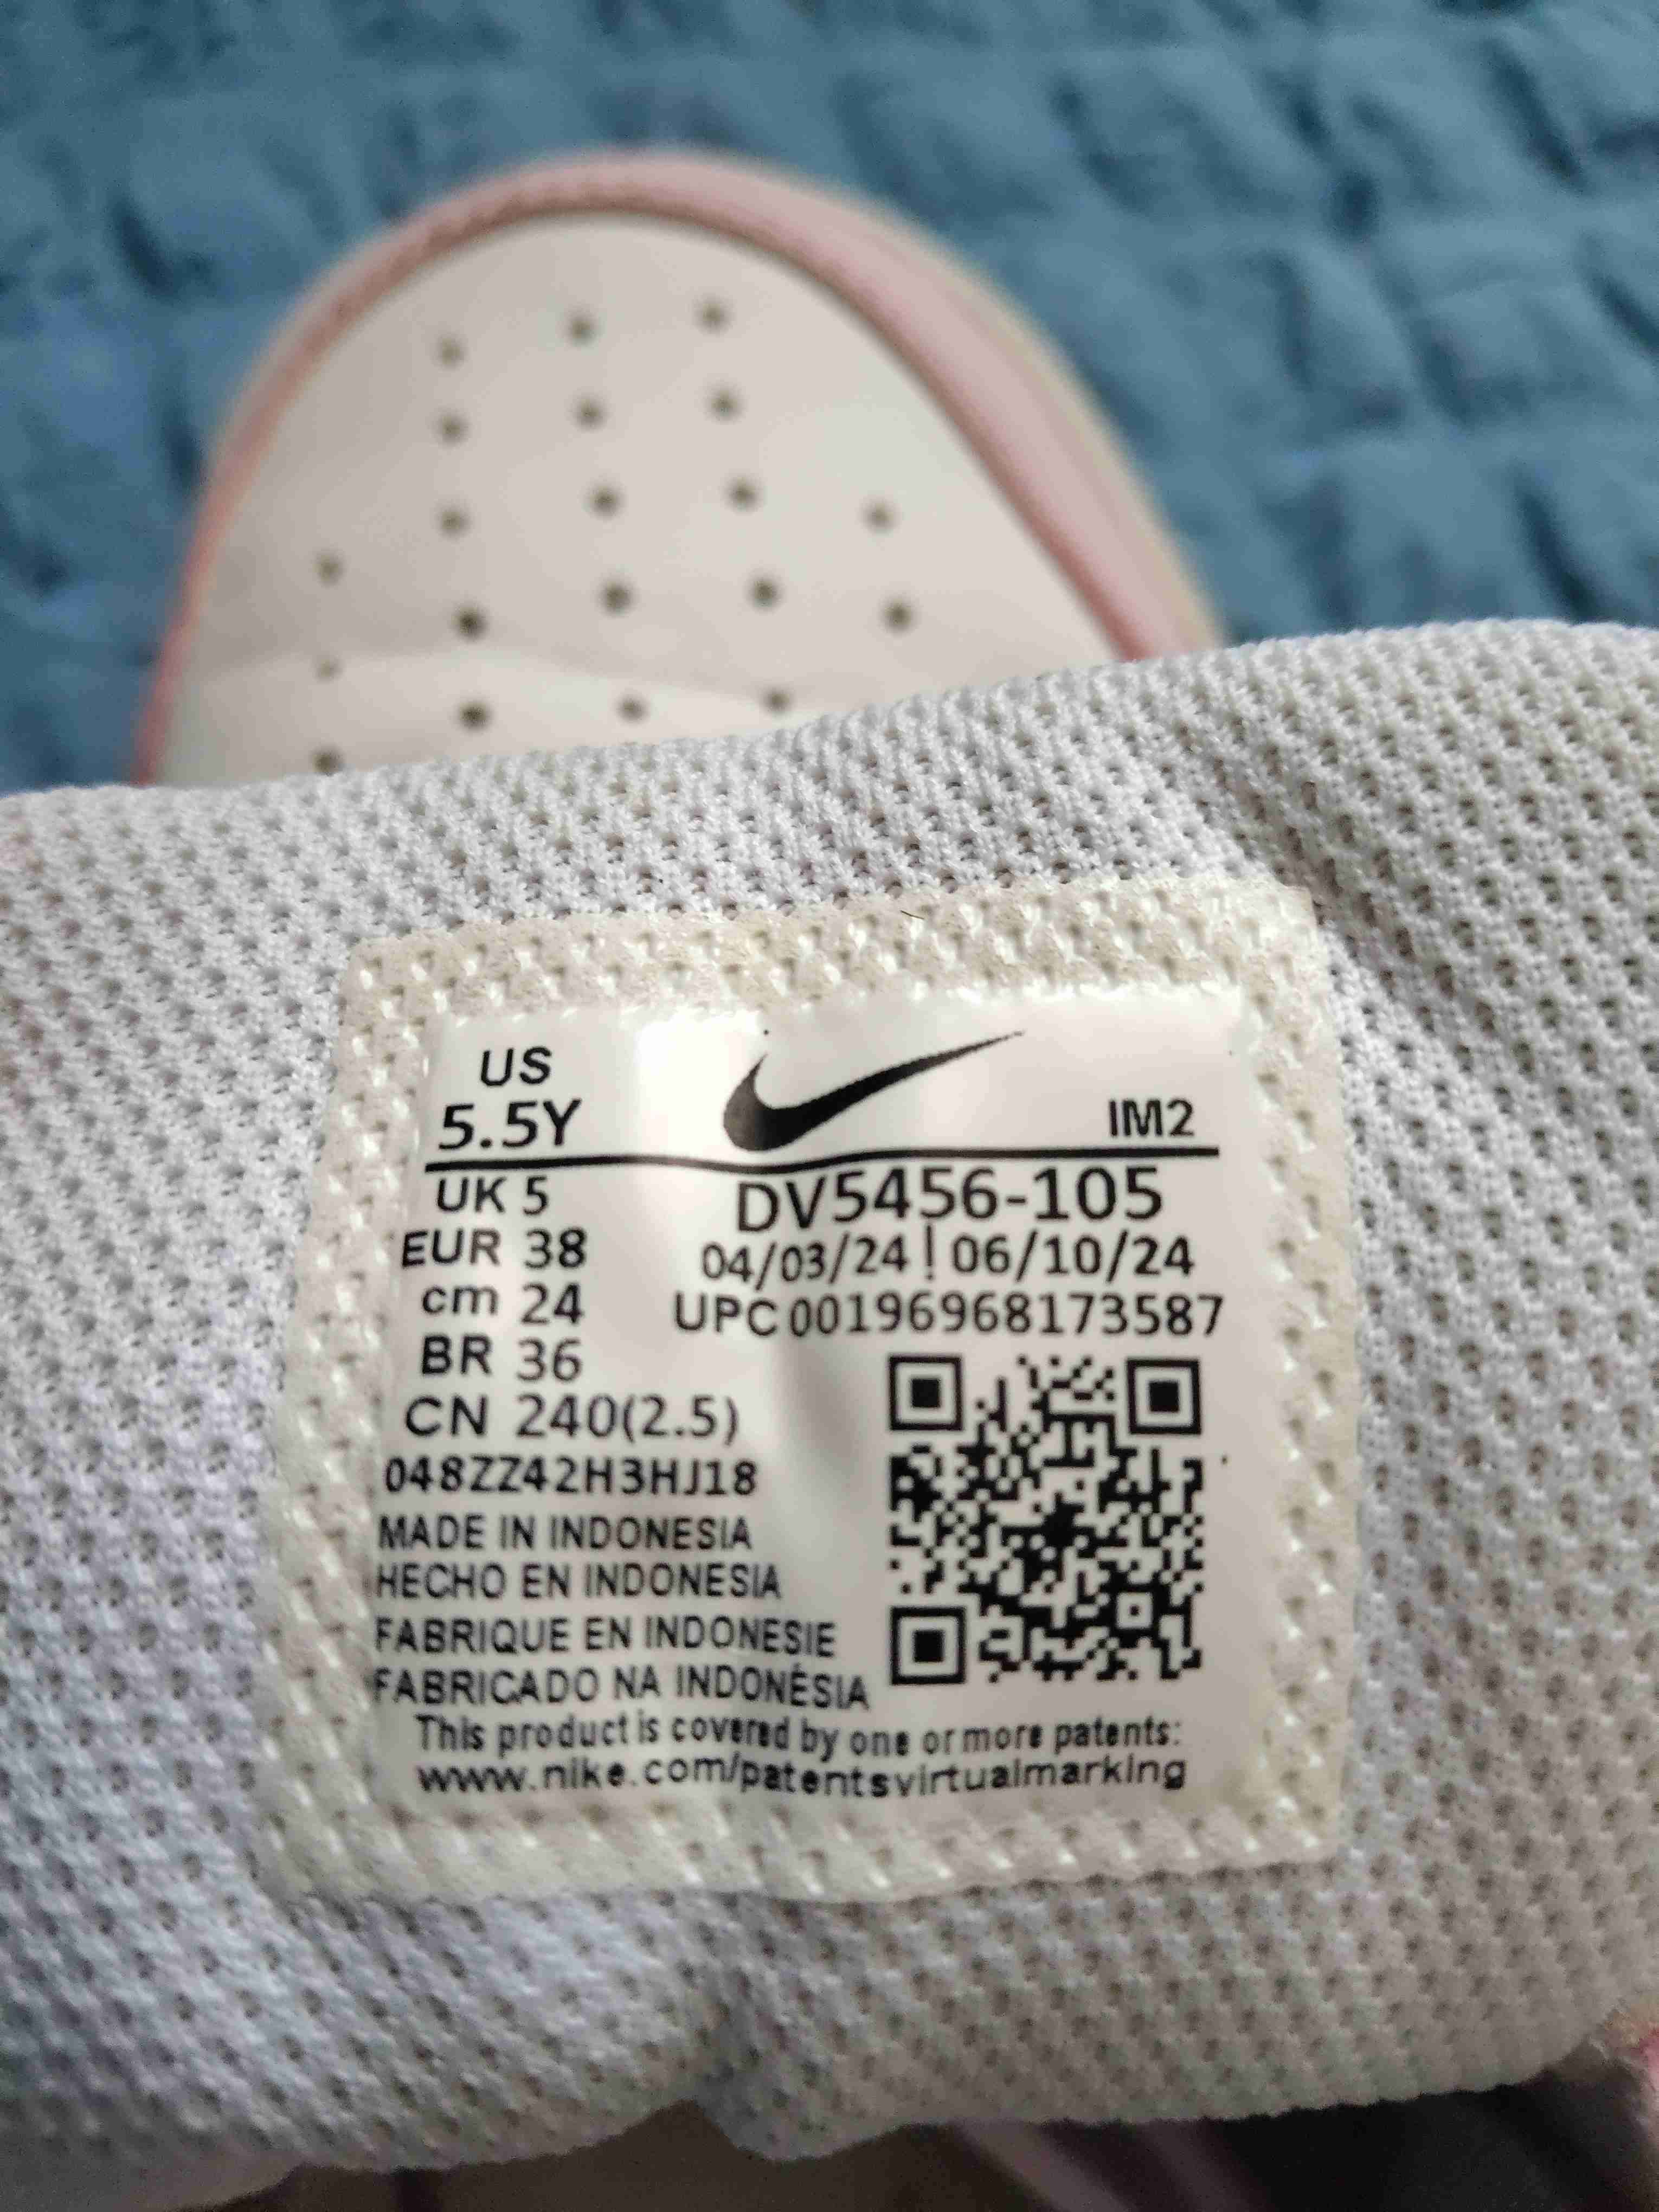 US
5.5Y
IM2
UK 5
EUR 38
cm 24
BR 36
CN 240(2.5)
DV5456-105
04/03/24 | 06/10/24
UPC00196968173587
048ZZ42H3HJ18
MADE IN INDONESIA
HECHO EN INDONESIA
FABRIQUE EN INDONESIE
FABRICADO NA INDONÉSIA
This product is covered by one or more patents:
www.nike.com/patentsvirtualmarking